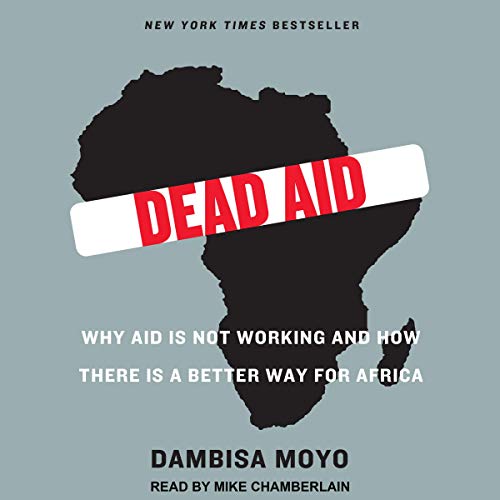 NEW YORK TIMES BESTSELLER
DEAD AID
WHY AID IS NOT WORKING AND HOW
THERE IS A BETTER WAY FOR AFRICA
DAMBISA MOYO
READ BY MIKE CHAMBERLAIN